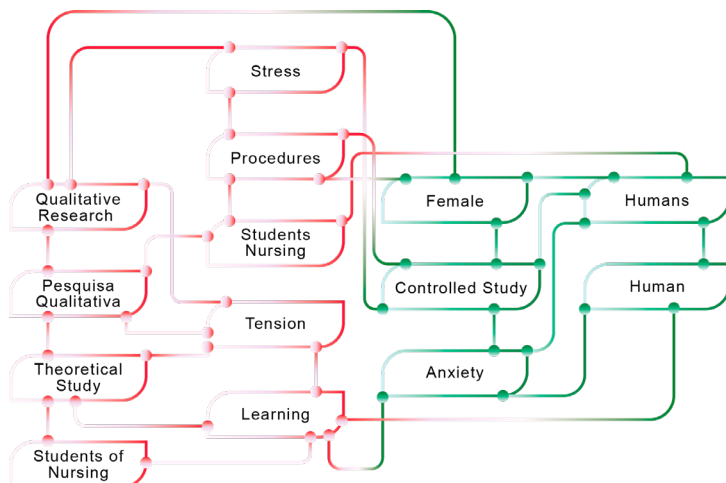 Stress
Procedures
Qualitative
Research
Female
Humans
Students
Nursing
Pesquisa
Qualitativa
Controlled Study
Human
Tension
Theoretical
Study
Anxiety
Learning
Students of
Nursing